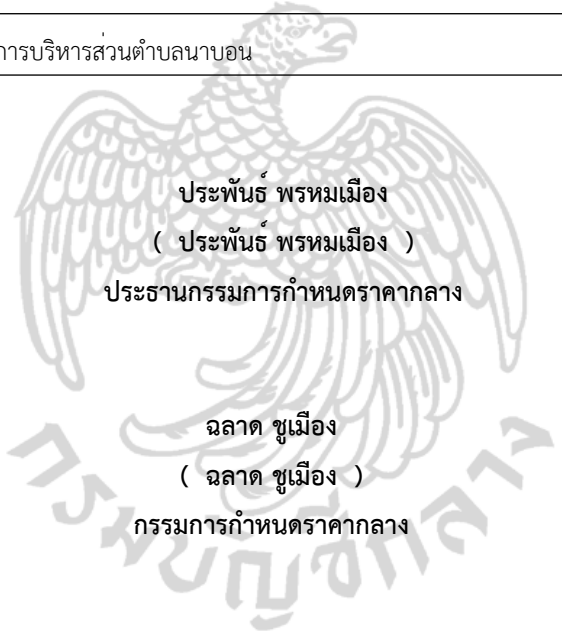 การบริหารส่วนตำบลนาบอน
ประพันธ์ พรหมเมือง
( ประพันธ์ พรหมเมือง )
ประธานกรรมการกำหนดราคากลาง
ฉลาด ชูเมือง
( ฉลาด ชูเมือง )
กรรมการกำหนดราคากลาง
กรมบัญชีกลาง